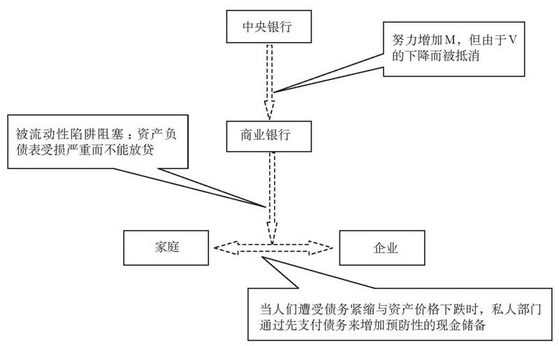 中央银行
努力增加M，但由于V
的下降而被抵消
被流动性陷阱阻塞：资产负
债表受损严重而不能放贷
商业银行
家庭
企业
当人们遭受债务紧缩与资产价格下跌时，私人部门
通过先支付债务来增加预防性的现金储备